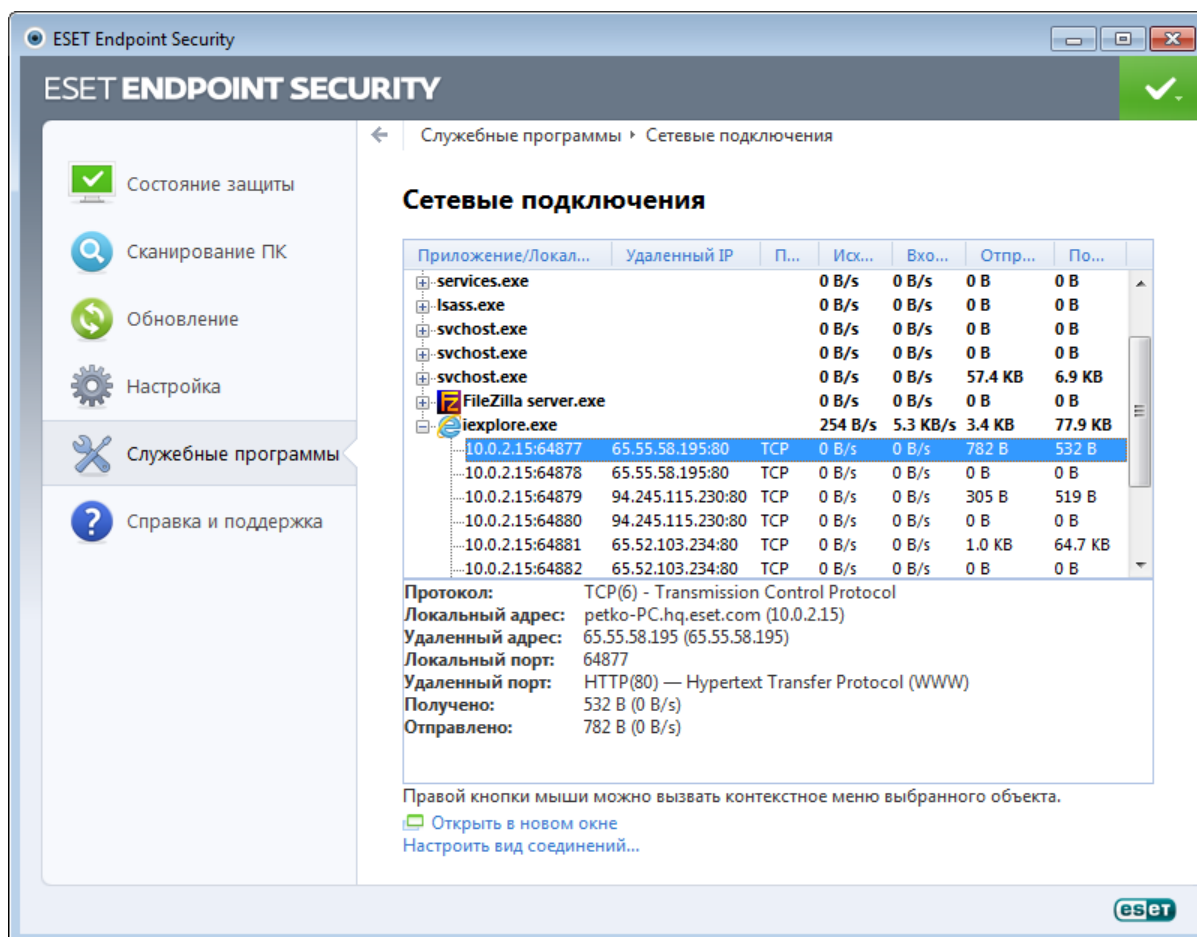 ESET Endpoint Security
ESET ENDPOINT SECURITY
Служебные программы Сетевые подключения
Состояние защиты
Сканирование ПК
Обновление
Настройка
Служебные программы
Справка и поддержка
Сетевые подключения
Приложение/Локал... Удаленный IP П... Исх... Вхо... Отпр... По...
services.exe 0 B/s 0 B/s 0 B 0 B
lsass.exe 0 B/s 0 B/s 0 B 0 B
svchost.exe 0 B/s 0 B/s 0 B 0 B
svchost.exe 0 B/s 0 B/s 0 B 0 B
svchost.exe 0 B/s 0 B/s 57.4 KB 6.9 KB
FileZilla server.exe 0 B/s 0 B/s 0 B 0 B
iexplore.exe 254 B/s 5.3 KB/s 3.4 KB 77.9 KB
10.0.2.15:64877 65.55.58.195:80 TCP 0 B/s 0 B/s 782 B 532 B
10.0.2.15:64878 65.55.58.195:80 TCP 0 B/s 0 B/s 0 B 0 B
10.0.2.15:64879 94.245.115.230:80 TCP 0 B/s 0 B/s 305 B 519 B
10.0.2.15:64880 94.245.115.230:80 TCP 0 B/s 0 B/s 0 B 0 B
10.0.2.15:64881 65.52.103.234:80 TCP 0 B/s 0 B/s 1.0 KB 64.7 KB
10.0.2.15:64882 65.52.103.234:80 TCP 0 B/s 0 B/s 0 B 0 B
Протокол: TCP(6) - Transmission Control Protocol
Локальный адрес: petko-PC.hq.eset.com (10.0.2.15)
Удаленный адрес: 65.55.58.195 (65.55.58.195)
Локальный порт: 64877
Удаленный порт: HTTP(80) — Hypertext Transfer Protocol (WWW)
Получено: 532 B (0 B/s)
Отправлено: 782 B (0 B/s)
Правой кнопки мыши можно вызвать контекстное меню выбранного объекта.
Открыть в новом окне
Настроить вид соединений...
eset